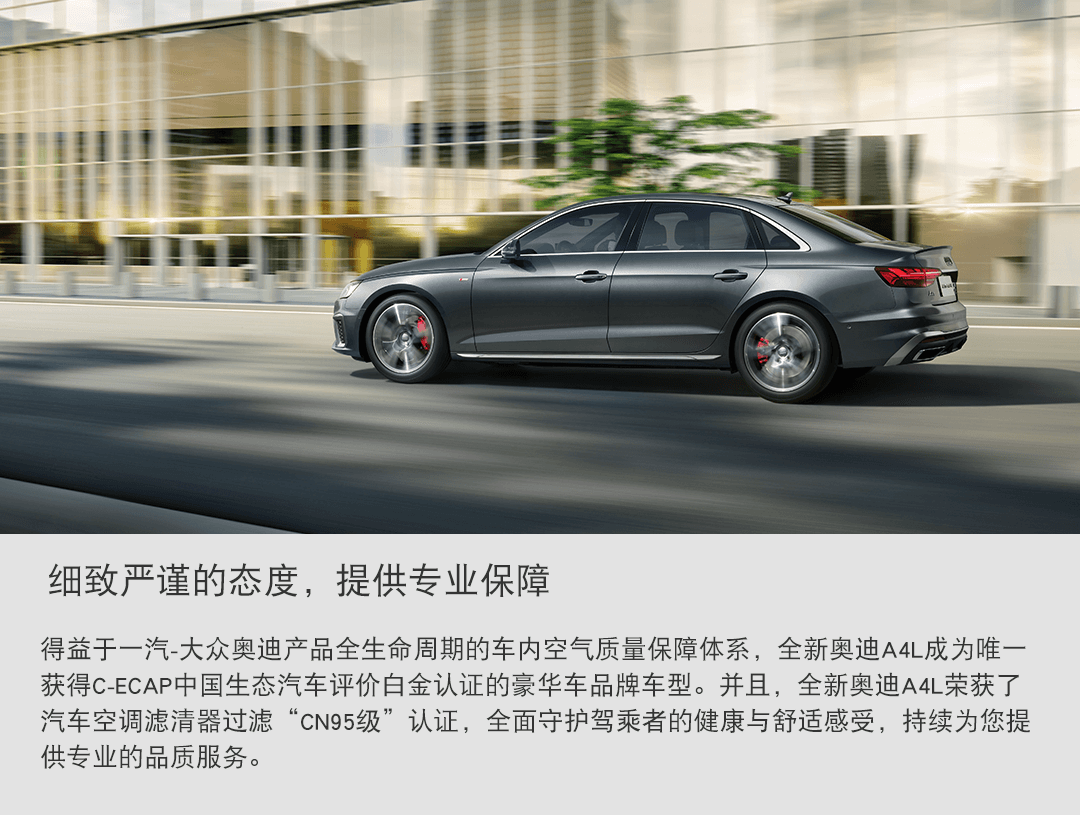 细致严谨的态度，提供专业保障
得益于一汽-大众奥迪产品全生命周期的车内空气质量保障体系，全新奥迪A4L成为唯一
获得C-ECAP中国生态汽车评价白金认证的豪华车品牌车型。并且，全新奥迪A4L荣获了
汽车空调滤清器过滤“CN95级”认证，全面守护驾乘者的健康与舒适感受，持续为您提
供专业的品质服务。